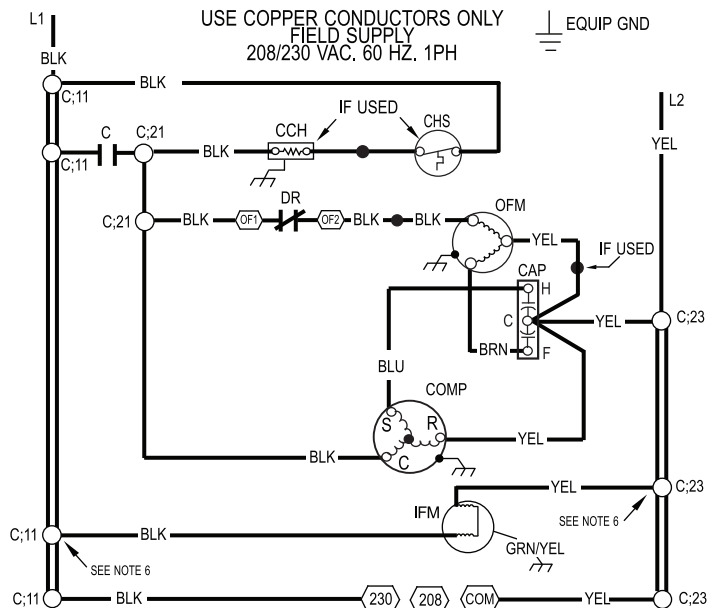 L1
USE COPPER CONDUCTORS ONLY
FIELD SUPPLY
208/230 VAC. 60 HZ. 1PH
EQUIP GND
BLK
BLK
C;11
L2
IF USED
CHS
CCH
C
C;21
C;11
BLK
YEL
DR
OFM
C;21
BLK
OF1
OF2
BLK
BLK
YEL
IF USED
CAP
H
C
YEL
C;23
BRN
F
BLU
COMP
S
R
YEL
C
BLK
YEL
C;23
IFM
SEE NOTE 6
C;11
BLK
GRN/YEL
SEE NOTE 6
C;11
BLK
230
208
COM
YEL
C;23